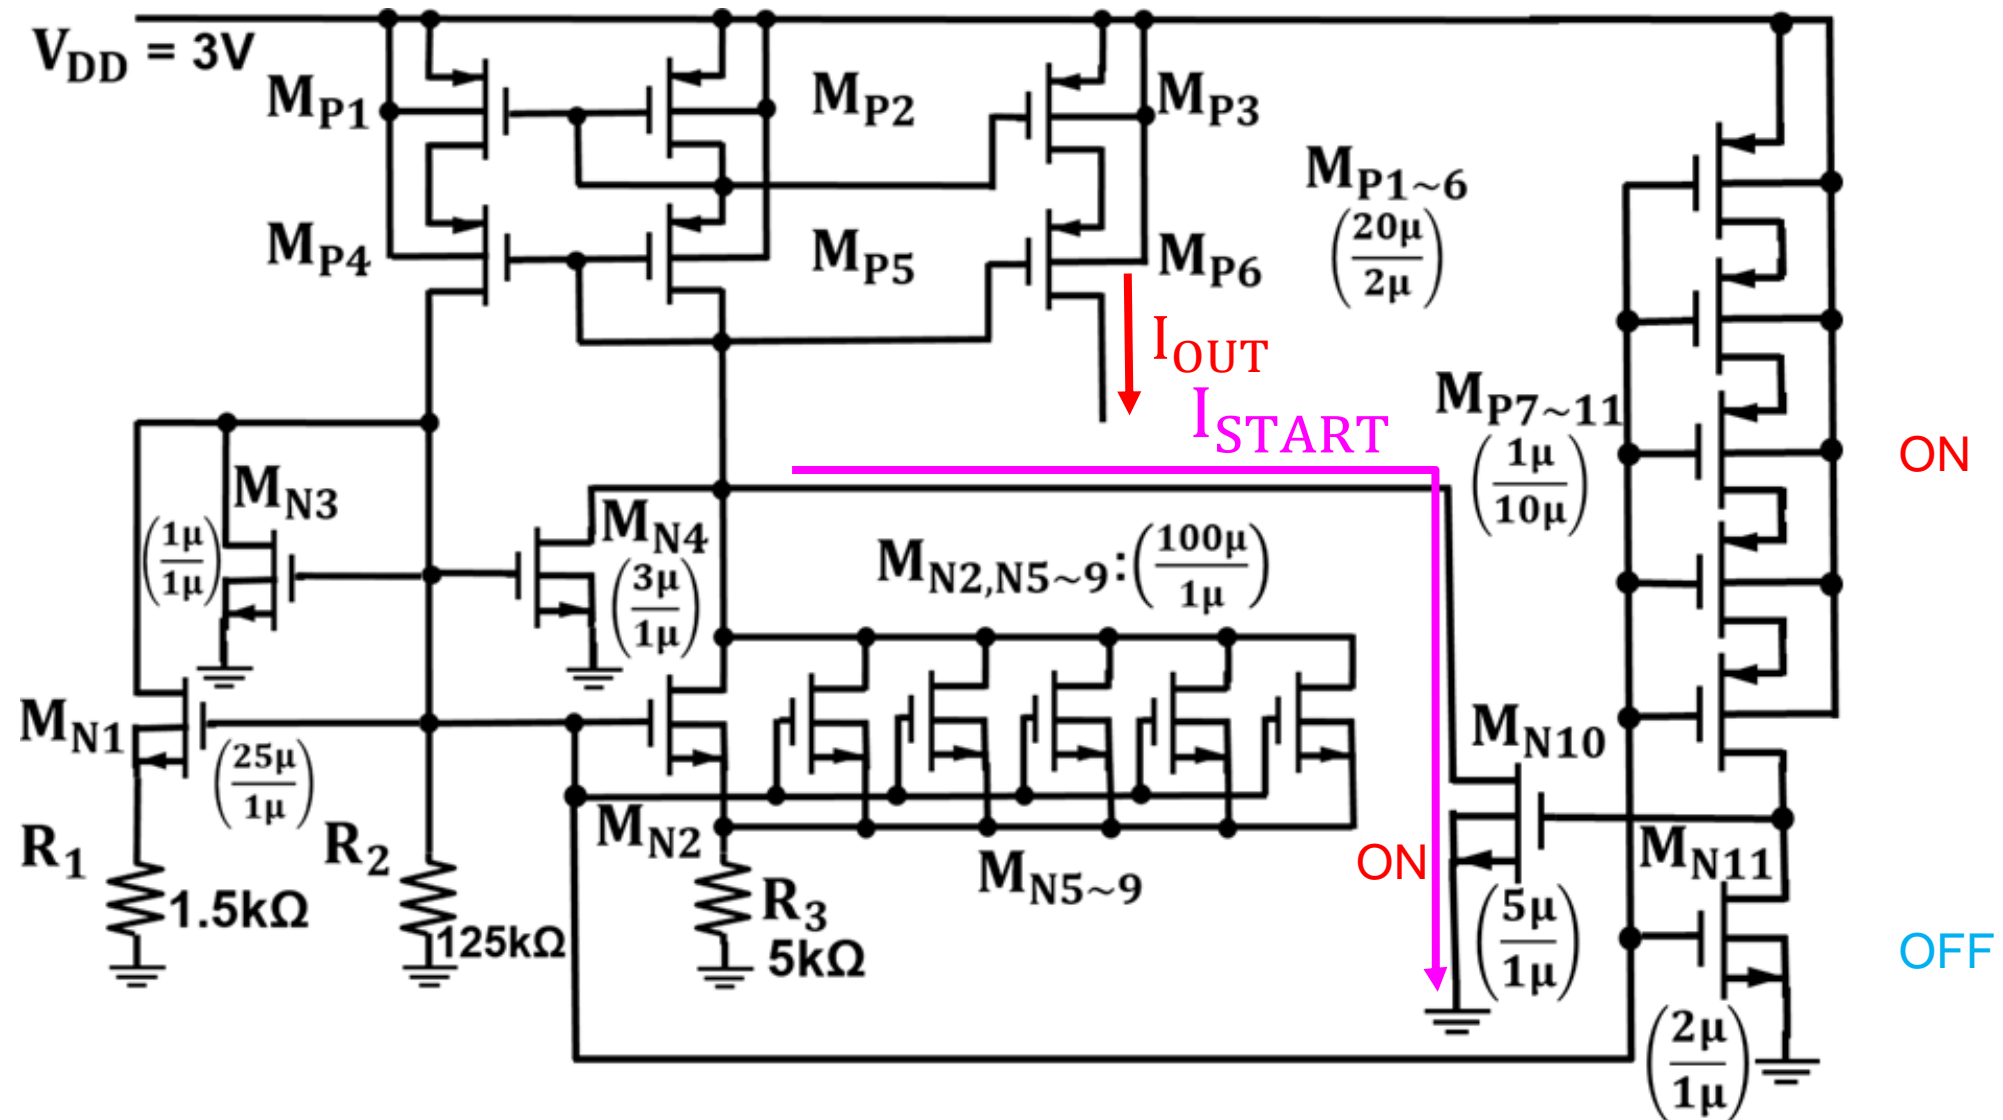 V_DD = 3V
M_P1
M_P2
M_P3
M_P1~6
(20μ/2μ)
M_P4
M_P5
M_P6
I_OUT
I_START
M_P7~11
(1μ/10μ)
ON
M_N3
(1μ/1μ)
M_N4
(3μ/1μ)
M_N2,N5~9:(100μ/1μ)
M_N1
(25μ/1μ)
M_N10
(5μ/1μ)
ON
R_1
1.5kΩ
R_2
125kΩ
M_N2
R_3
5kΩ
M_N5~9
M_N11
(2μ/1μ)
OFF